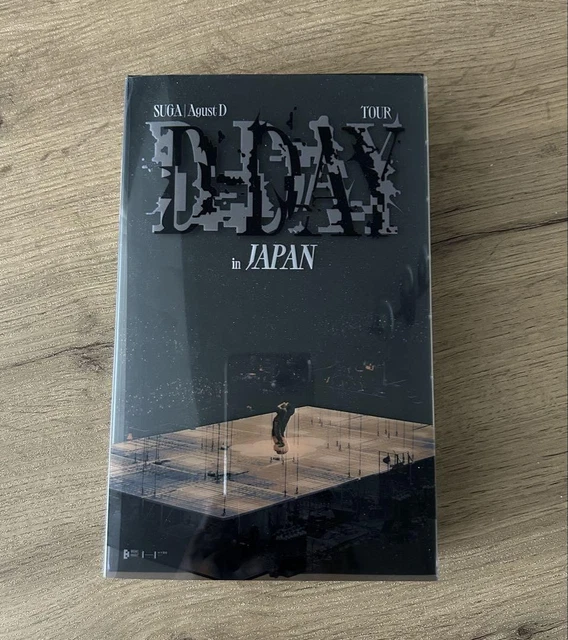 SUGA | Agust D TOUR
D-DAY
in JAPAN